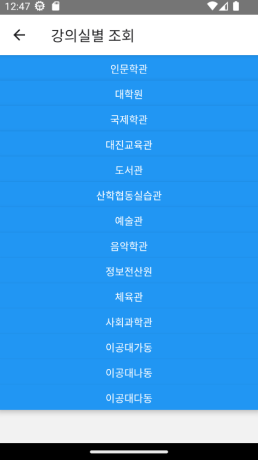 12:47
강의실별 조회
인문학관
대학원
국제학관
대진교육관
도서관
산학협동실습관
예술관
음악학관
정보전산원
체육관
사회과학관
이공대가동
이공대나동
이공대다동